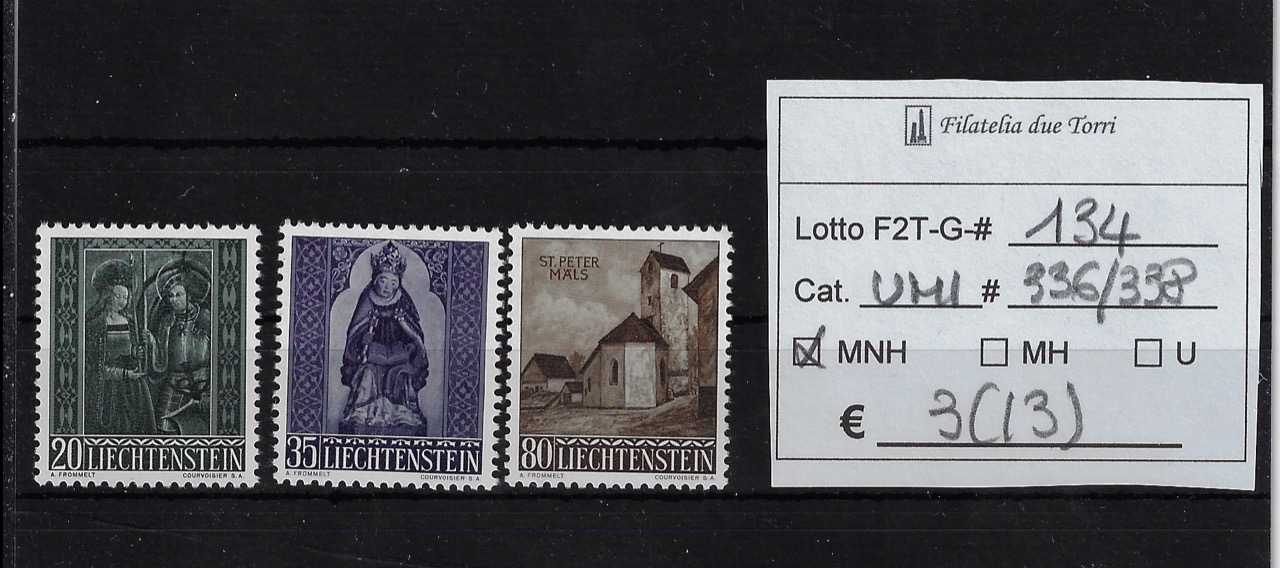 20 LIECHTENSTEIN
A. FROMMELT COURVOISIER S.A.
35 LIECHTENSTEIN
A. FROMMELT COURVOISIER S.A.
ST. PETER
MÄLS
80 LIECHTENSTEIN
A. FROMMELT COURVOISIER S.A.
Filatelia due Torri
Lotto F2T-G-# 134
Cat. UMI # 336/338
MNH MH U
€ 3(13)